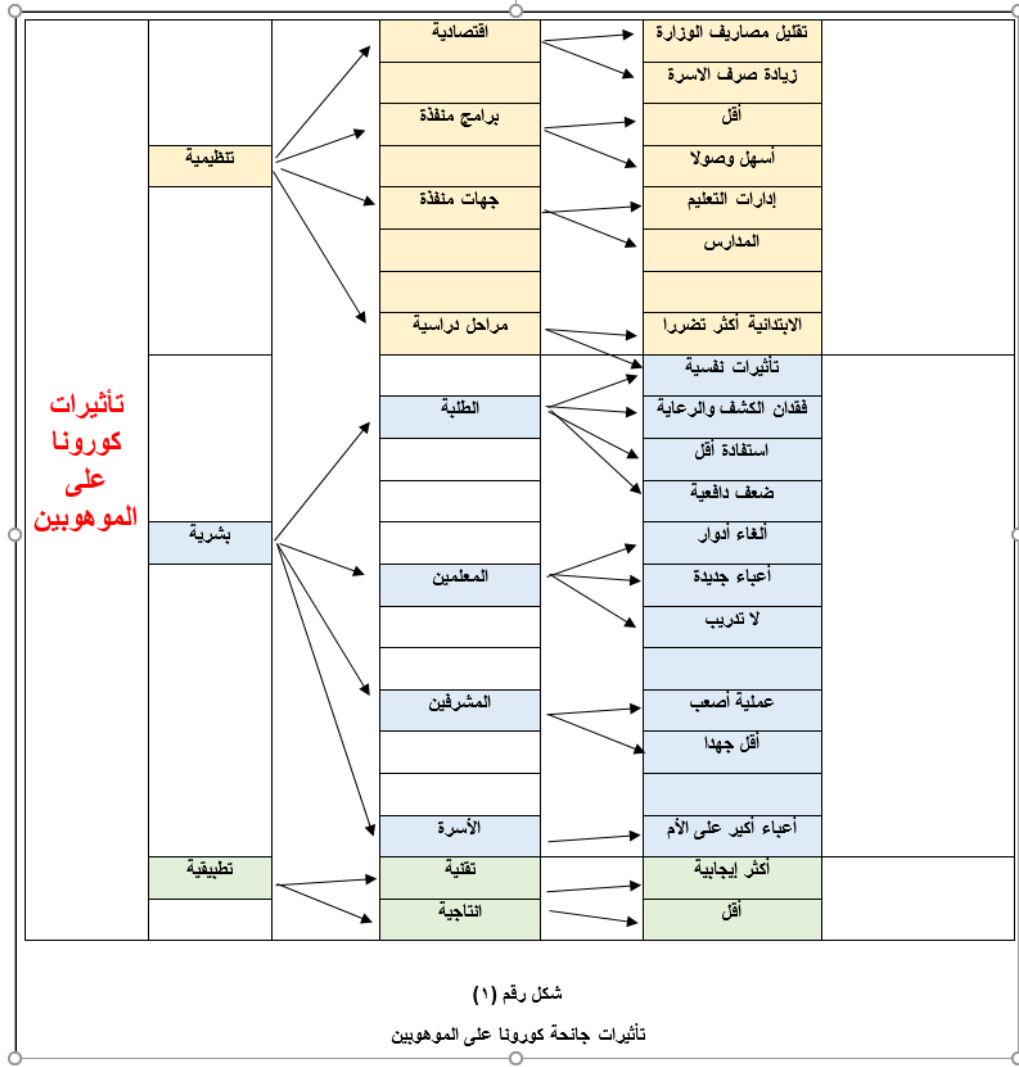 تأثيرات
كورونا
على
الموهوبين
تنظيمية
بشرية
تطبيقية
اقتصادية
برامج منفذة
جهات منفذة
مراحل دراسية
الطلبة
المعلمين
المشرفين
الأسرة
تقنية
انتاجية
تقليل مصاريف الوزارة
زيادة صرف الاسرة
أقل
أسهل وصولا
إدارات التعليم
المدارس
الابتدائية أكثر تضررا
تأثيرات نفسية
فقدان الكشف والرعاية
استفادة أقل
ضعف دافعية
ألغاء أدوار
أعباء جديدة
لا تدريب
عملية أصعب
أقل جهدا
أعباء أكبر على الأم
أكثر إيجابية
أقل
شكل رقم (١)
تأثيرات جائحة كورونا على الموهوبين